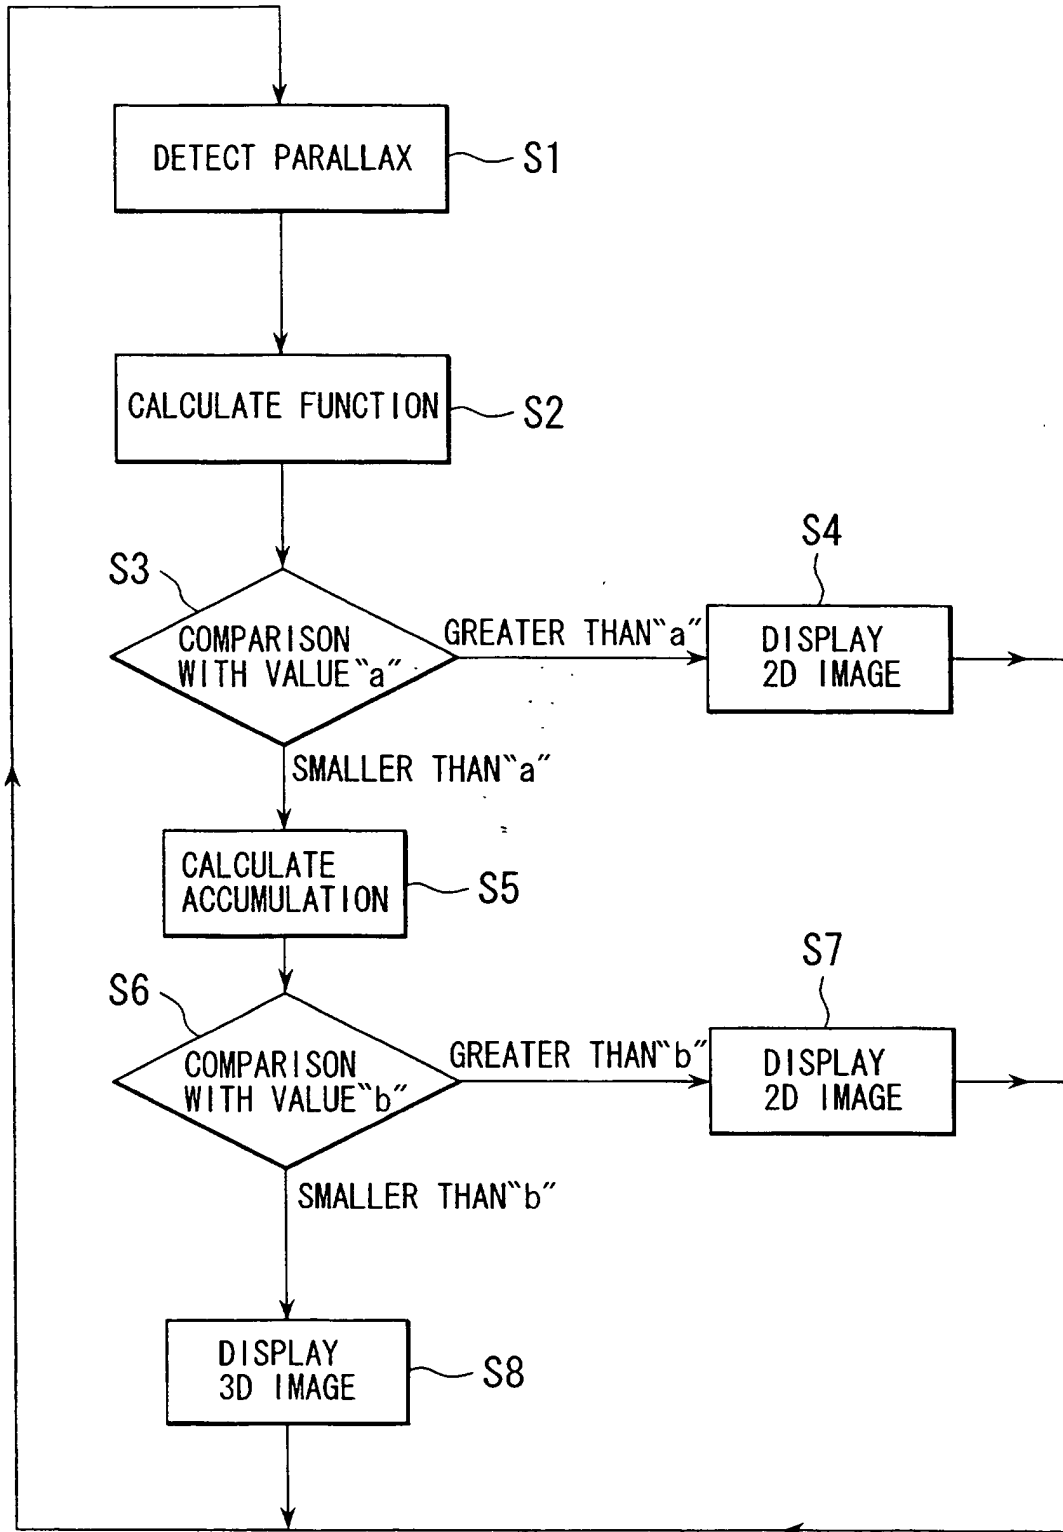 DETECT PARALLAX
S1
CALCULATE FUNCTION
S2
S3
COMPARISON
WITH VALUE‶a″
GREATER THAN‶a″
S4
DISPLAY
2D IMAGE
SMALLER THAN‶a″
CALCULATE
ACCUMULATION
S5
S6
COMPARISON
WITH VALUE‶b″
GREATER THAN‶b″
S7
DISPLAY
2D IMAGE
SMALLER THAN‶b″
DISPLAY
3D IMAGE
S8